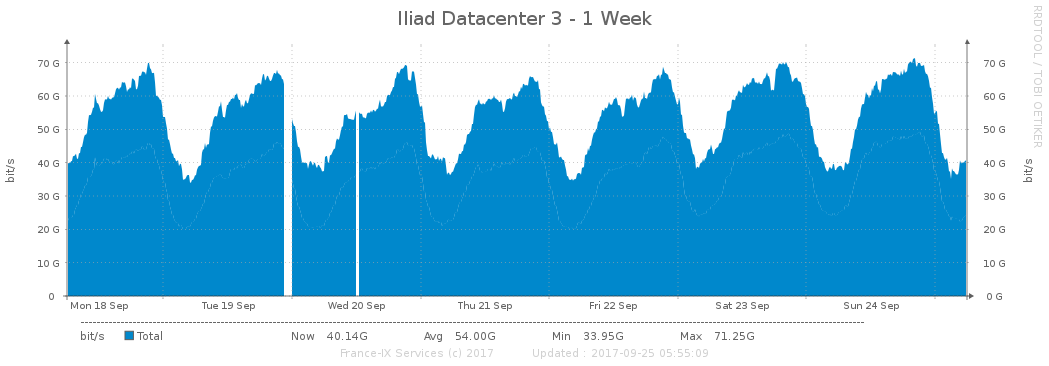 Iliad Datacenter 3 - 1 Week
RRDTOOL / TOBI OETIKER
bit/s
70 G 70 G
60 G 60 G
50 G 50 G
40 G 40 G
30 G 30 G
20 G 20 G
10 G 10 G
0 0 G
bit/s
Mon 18 Sep Tue 19 Sep Wed 20 Sep Thu 21 Sep Fri 22 Sep Sat 23 Sep Sun 24 Sep
bit/s Total Now 40.14G Avg 54.00G Min 33.95G Max 71.25G
France-IX Services (c) 2017 Updated : 2017-09-25 05:55:09